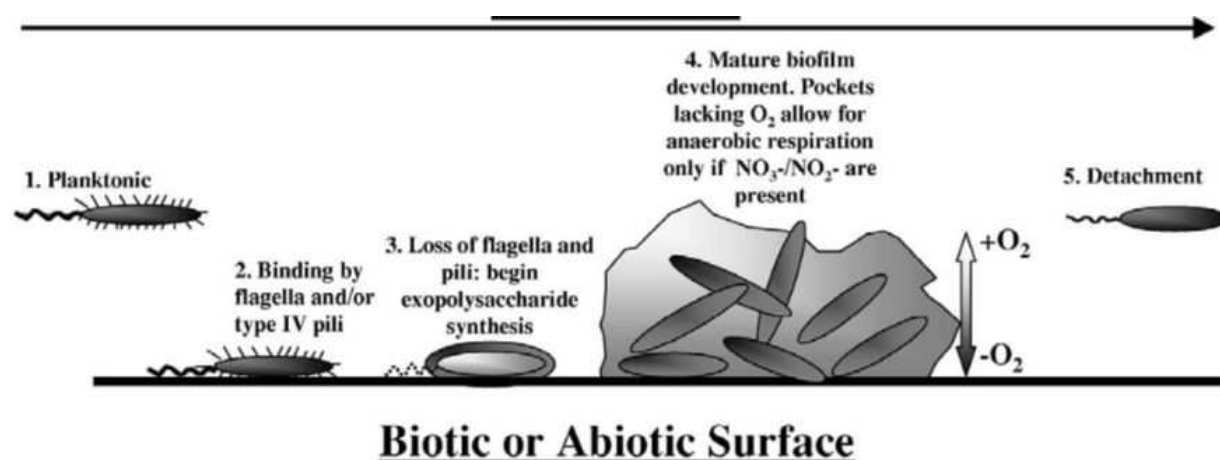 1. Planktonic
2. Binding by
flagella and/or
type IV pili
3. Loss of flagella and
pili: begin
exopolysaccharide
synthesis
4. Mature biofilm
development. Pockets
lacking O₂ allow for
anaerobic respiration
only if NO₃-/NO₂- are
present
5. Detachment
+O₂
-O₂
Biotic or Abiotic Surface